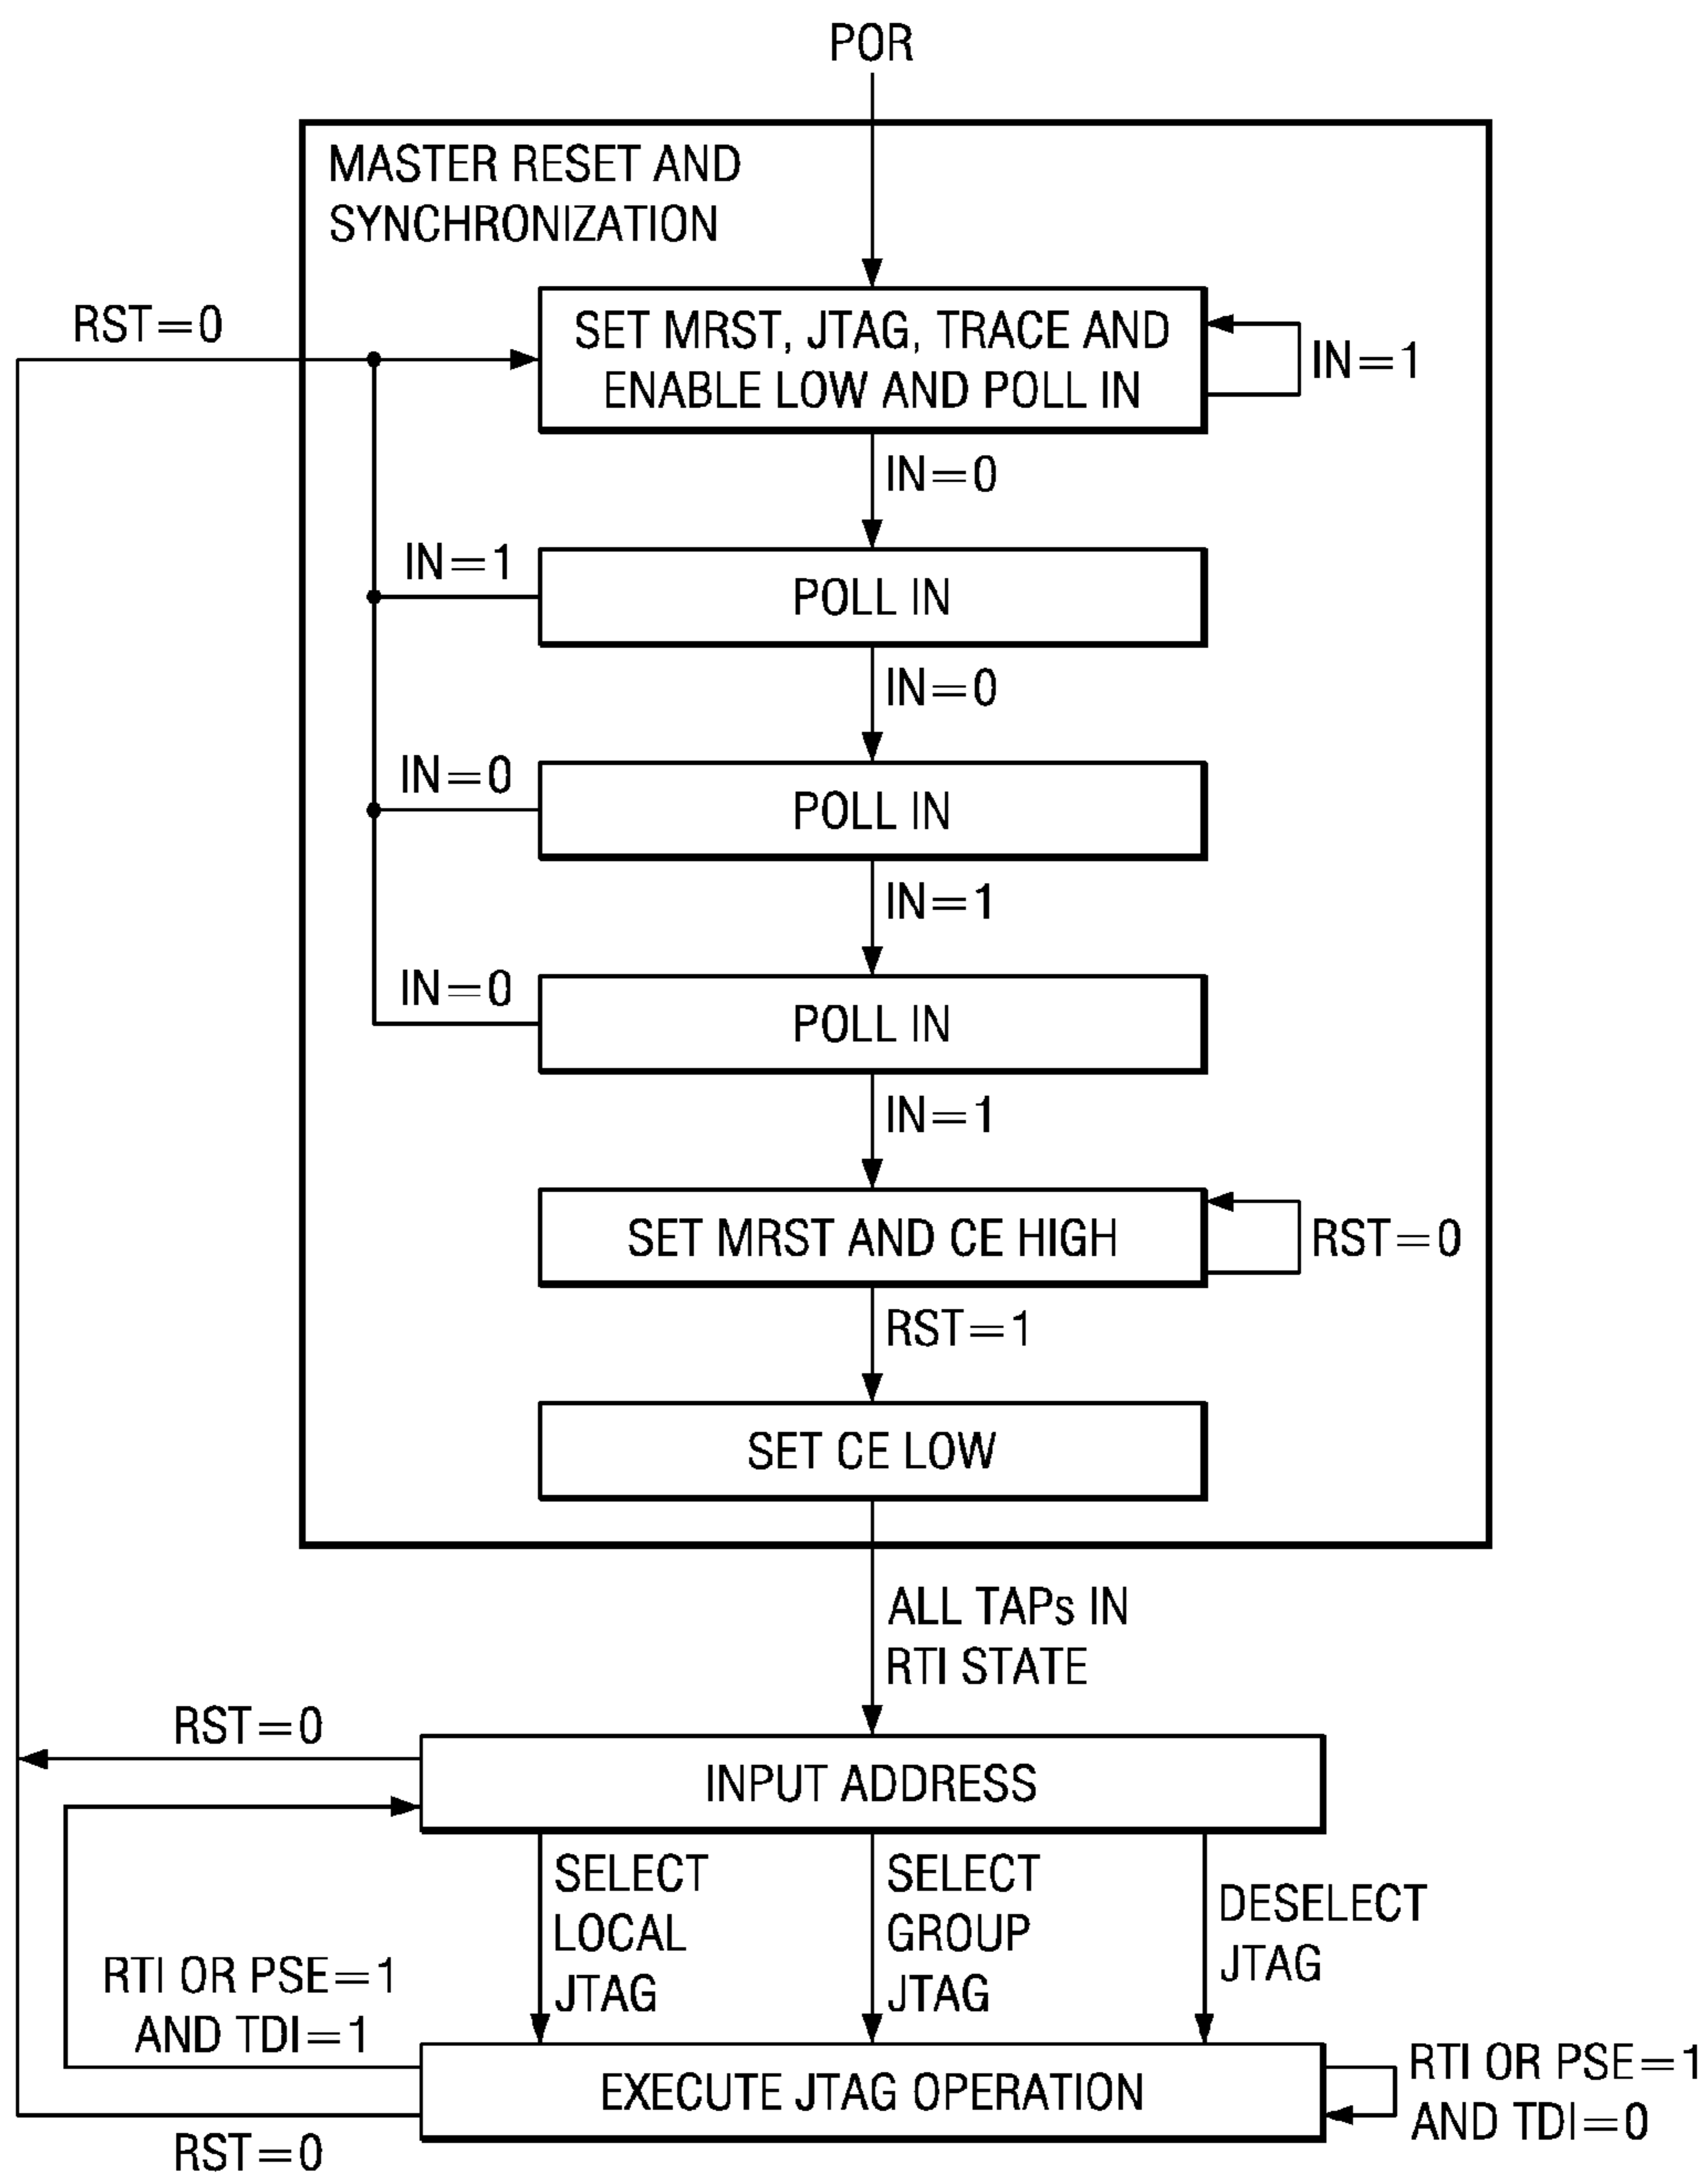 POR
MASTER RESET AND
SYNCHRONIZATION
RST=0
SET MRST, JTAG, TRACE AND
ENABLE LOW AND POLL IN
IN=1
IN=0
IN=1
POLL IN
IN=0
IN=0
POLL IN
IN=1
IN=0
POLL IN
IN=1
SET MRST AND CE HIGH
RST=0
RST=1
SET CE LOW
ALL TAPs IN
RTI STATE
RST=0
INPUT ADDRESS
SELECT
LOCAL
JTAG
SELECT
GROUP
JTAG
DESELECT
JTAG
RTI OR PSE=1
AND TDI=1
EXECUTE JTAG OPERATION
RTI OR PSE=1
AND TDI=0
RST=0